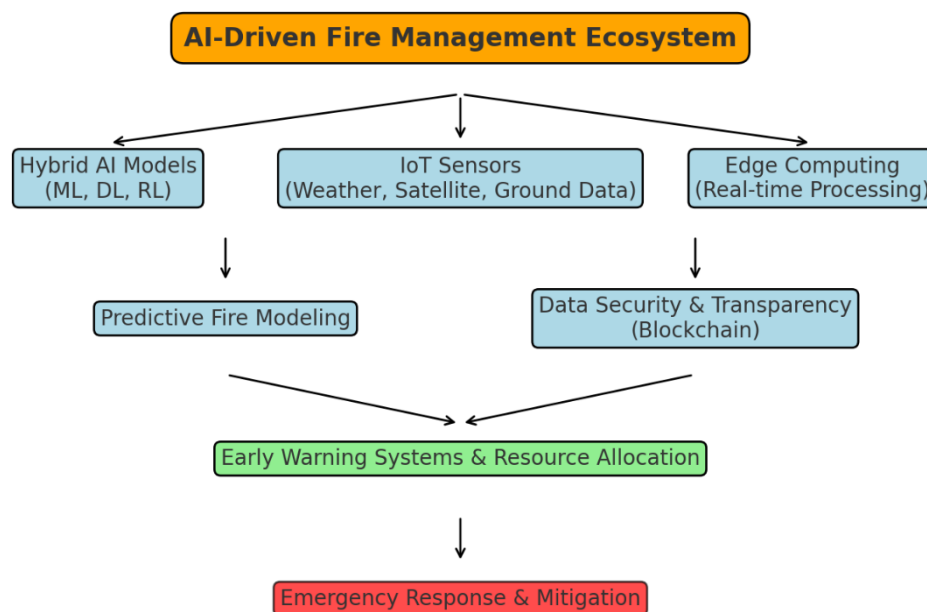 AI-Driven Fire Management Ecosystem
Hybrid AI Models
(ML, DL, RL)
IoT Sensors
(Weather, Satellite, Ground Data)
Edge Computing
(Real-time Processing)
Predictive Fire Modeling
Data Security & Transparency
(Blockchain)
Early Warning Systems & Resource Allocation
Emergency Response & Mitigation